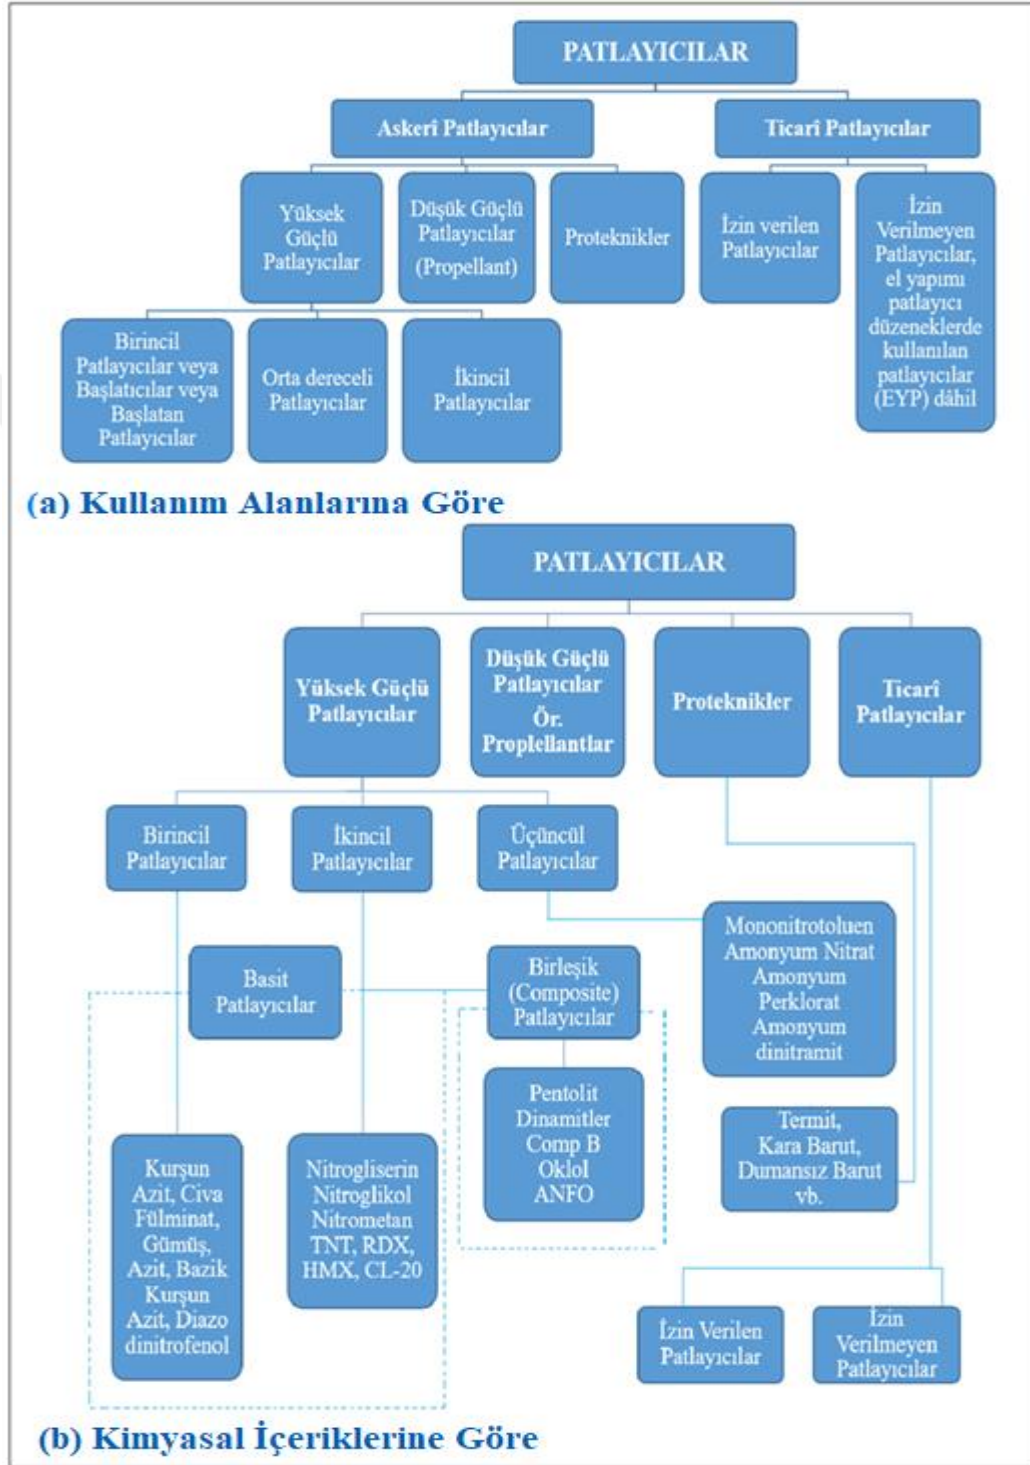 PATLAYICILAR
Askerî Patlayıcılar
Ticarî Patlayıcılar
Yüksek
Güçlü
Patlayıcılar
Düşük Güçlü
Patlayıcılar
(Propellant)
Proteknikler
İzin verilen
Patlayıcılar
İzin
Verilmeyen
Patlayıcılar,
el yapımı
patlayıcı
düzeneklerde
kullanılan
patlayıcılar
(EYP) dâhil
Birincil
Patlayıcılar veya
Başlatıcılar veya
Başlatan
Patlayıcılar
Orta dereceli
Patlayıcılar
İkincil
Patlayıcılar
(a) Kullanım Alanlarına Göre
PATLAYICILAR
Yüksek Güçlü
Patlayıcılar
Düşük Güçlü
Patlayıcılar
Ör.
Proplellantlar
Proteknikler
Ticarî
Patlayıcılar
Birincil
Patlayıcılar
İkincil
Patlayıcılar
Üçüncül
Patlayıcılar
Mononitrotoluen
Amonyum Nitrat
Amonyum
Perklorat
Amonyum
dinitramit
Basit
Patlayıcılar
Birleşik
(Composite)
Patlayıcılar
Pentolit
Dinamitler
Comp B
Oklol
ANFO
Termit,
Kara Barut,
Dumansız Barut
vb.
Kurşun
Azit, Civa
Fülminat,
Gümüş,
Azit, Bazik
Kurşun
Azit, Diazo
dinitrofenol
Nitrogliserin
Nitroglikol
Nitrometan
TNT, RDX,
HMX, CL-20
İzin Verilen
Patlayıcılar
İzin
Verilmeyen
Patlayıcılar
(b) Kimyasal İçeriklerine Göre